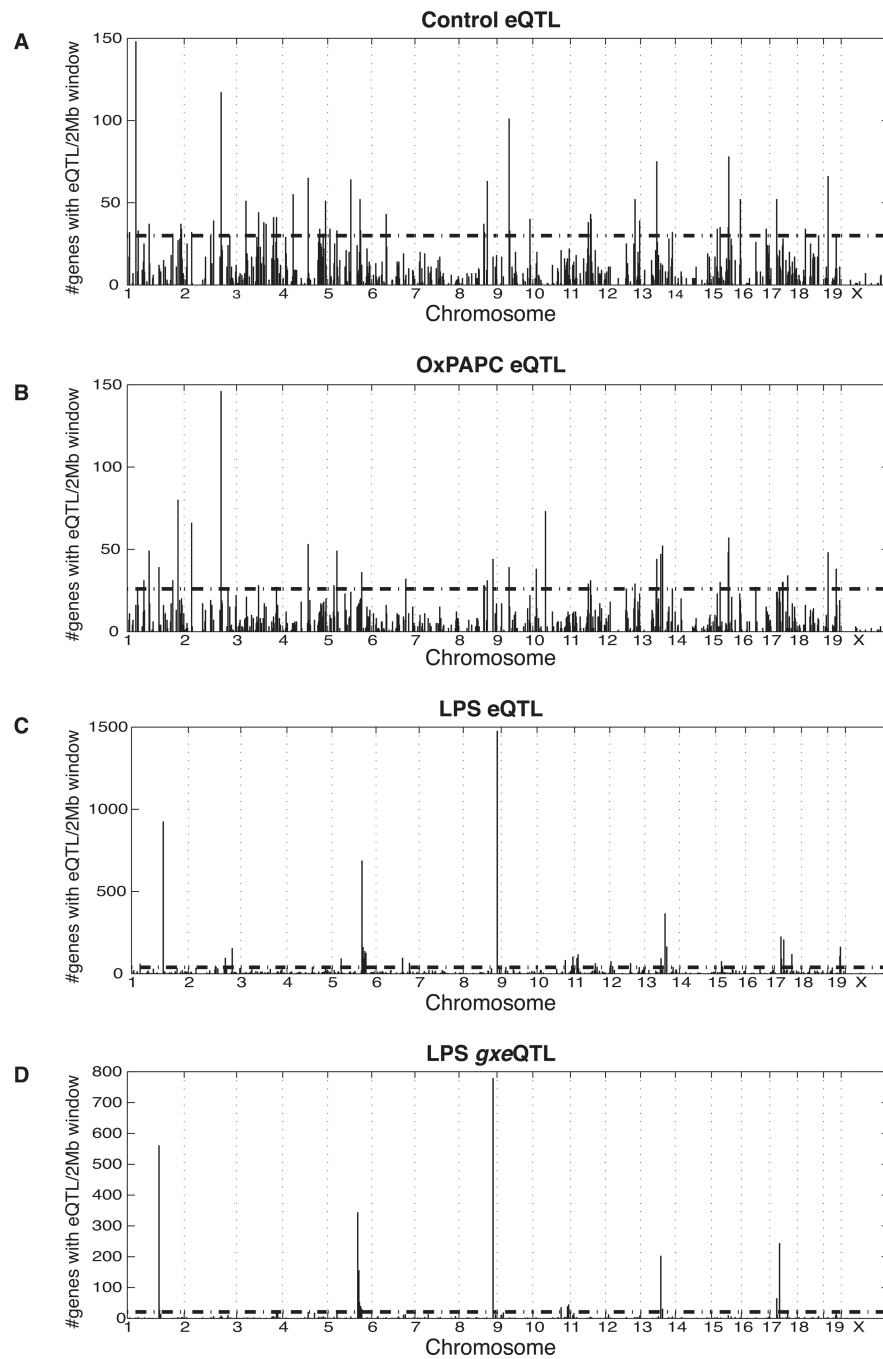 A
Control eQTL
#genes with eQTL/2Mb window
150
100
50
0
1 2 3 4 5 6 7 8 9 10 11 12 13 14 15 16 17 18 19 X
Chromosome
B
OxPAPC eQTL
#genes with eQTL/2Mb window
150
100
50
0
1 2 3 4 5 6 7 8 9 10 11 12 13 14 15 16 17 18 19 X
Chromosome
C
LPS eQTL
#genes with eQTL/2Mb window
1500
1000
500
0
1 2 3 4 5 6 7 8 9 10 11 12 13 14 15 16 17 18 19 X
Chromosome
D
LPS gxeQTL
#genes with eQTL/2Mb window
800
700
600
500
400
300
200
100
0
1 2 3 4 5 6 7 8 9 10 11 12 13 14 15 16 17 18 19 X
Chromosome